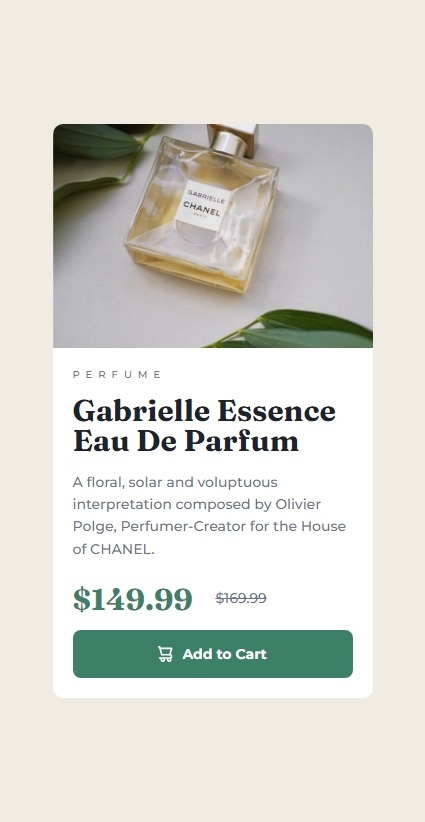 GABRIELLE
CHANEL
PARIS
PERFUME
Gabrielle Essence
Eau De Parfum
A floral, solar and voluptuous
interpretation composed by Olivier
Polge, Perfumer-Creator for the House
of CHANEL.
$149.99 $169.99
Add to Cart